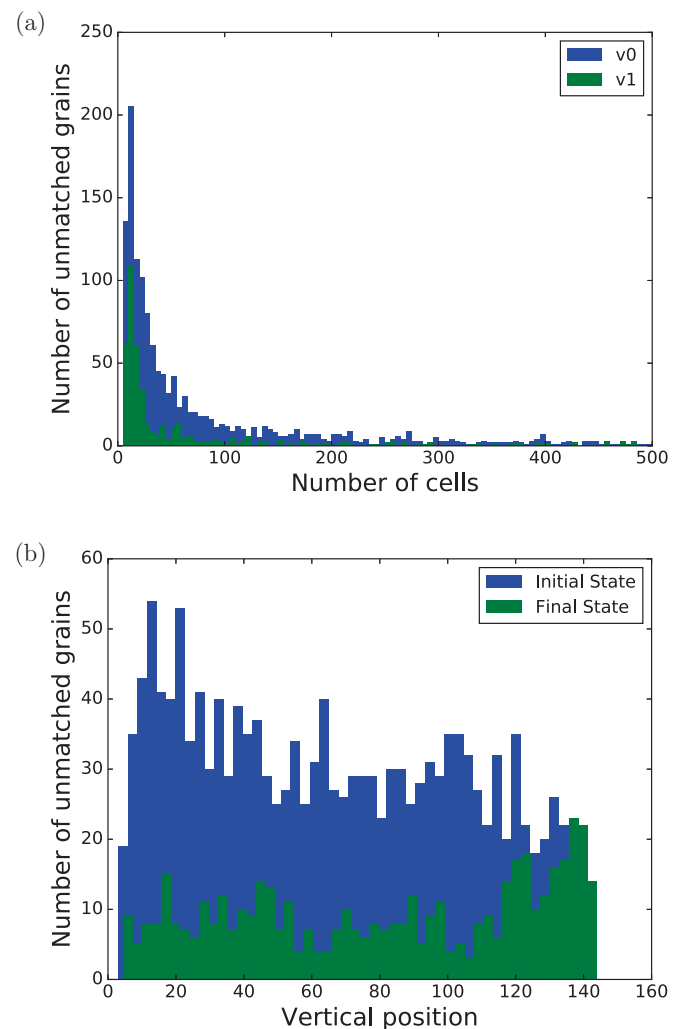 (a)
250
200
150
100
50
0
Number of unmatched grains
v0
v1
0 100 200 300 400 500
Number of cells
(b)
60
50
40
30
20
10
0
Number of unmatched grains
Initial State
Final State
0 20 40 60 80 100 120 140 160
Vertical position